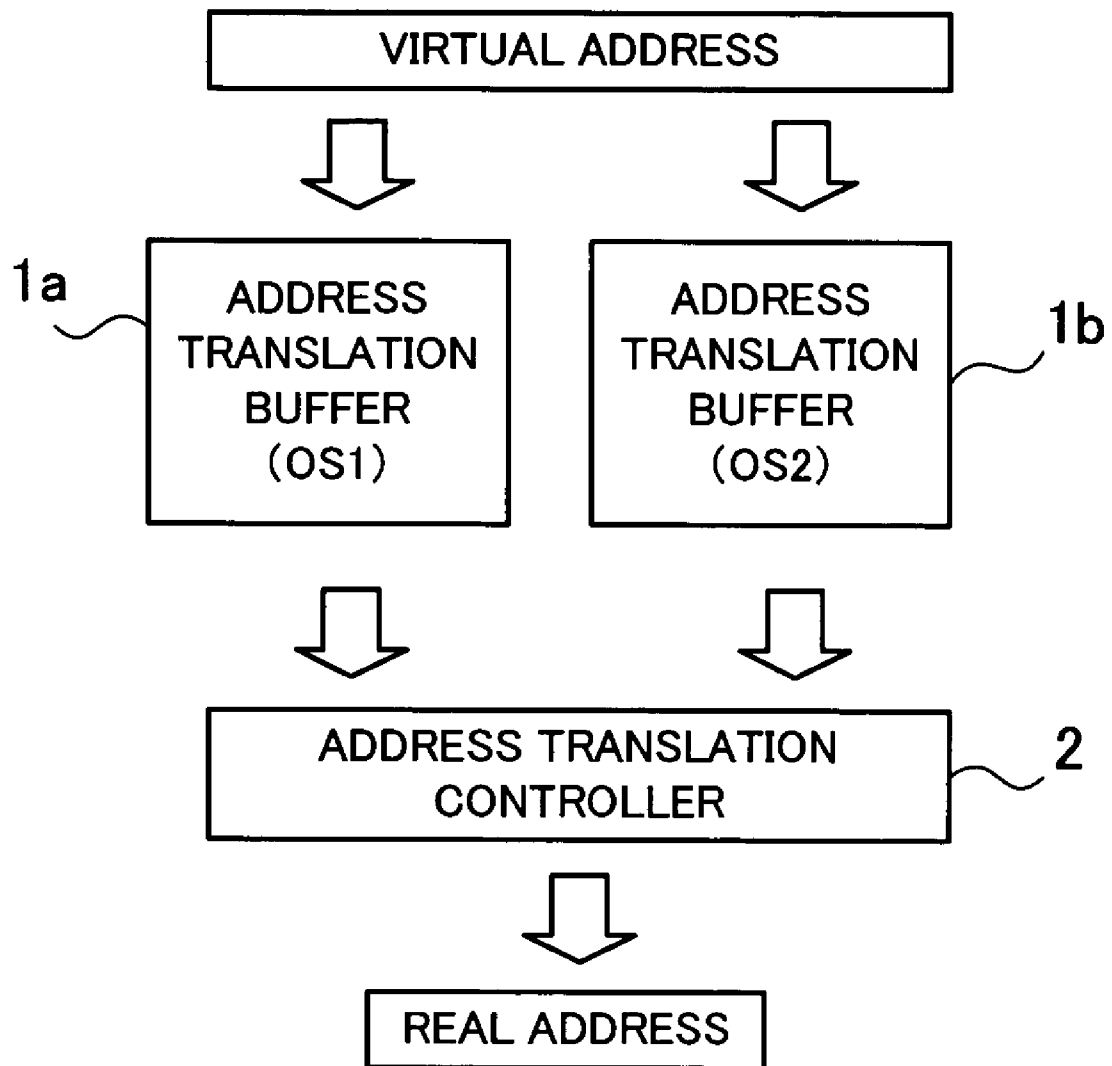 VIRTUAL ADDRESS
1a
ADDRESS
TRANSLATION
BUFFER
(OS1)
ADDRESS
TRANSLATION
BUFFER
(OS2)
1b
ADDRESS TRANSLATION
CONTROLLER
2
REAL ADDRESS